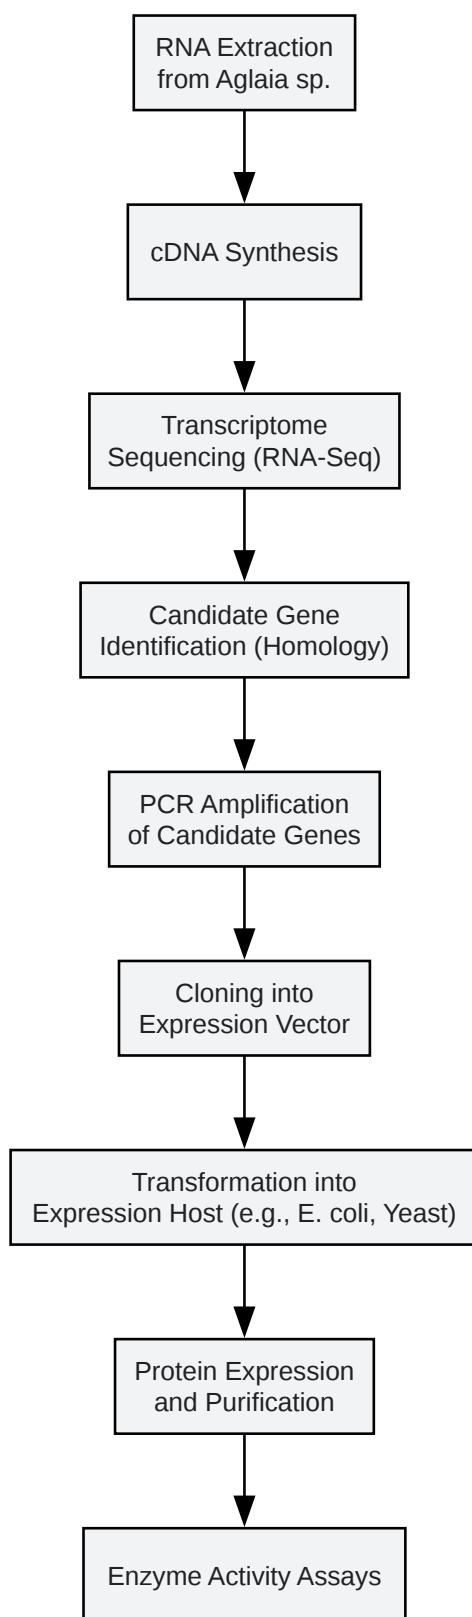 RNA Extraction
from Aglaia sp.
cDNA Synthesis
Transcriptome
Sequencing (RNA-Seq)
Candidate Gene
Identification (Homology)
PCR Amplification
of Candidate Genes
Cloning into
Expression Vector
Transformation into
Expression Host (e.g., E. coli, Yeast)
Protein Expression
and Purification
Enzyme Activity Assays